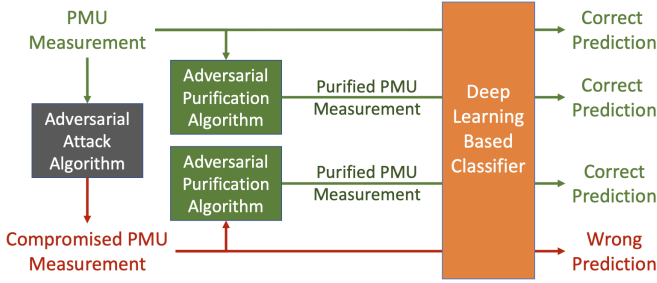 PMU
Measurement
Adversarial
Attack
Algorithm
Compromised PMU
Measurement
Adversarial
Purification
Algorithm
Adversarial
Purification
Algorithm
Purified PMU
Measurement
Purified PMU
Measurement
Deep
Learning
Based
Classifier
Correct
Prediction
Correct
Prediction
Correct
Prediction
Wrong
Prediction